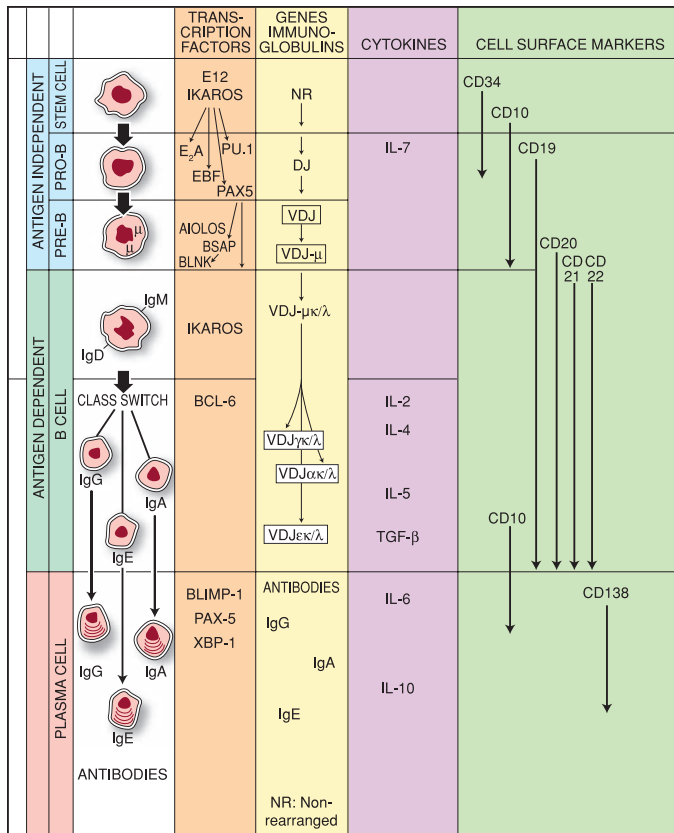 TRANS-
CRIPTION
FACTORS
GENES
IMMUNO-
GLOBULINS
CYTOKINES
CELL SURFACE MARKERS
ANTIGEN INDEPENDENT
STEM CELL
E12
IKAROS
NR
CD34
CD10
PRO-B
E2A
PU.1
EBF
PAX5
DJ
IL-7
CD19
PRE-B
μ
μ
AIOLOS
BSAP
BLNK
VDJ
VDJ-μ
CD20
CD
21
CD
22
ANTIGEN DEPENDENT
B CELL
IgM
IgD
IKAROS
VDJ-μκ/λ
CLASS SWITCH
BCL-6
IL-2
IL-4
VDJγκ/λ
VDJακ/λ
IgG
IgA
IL-5
CD10
IgE
VDJεκ/λ
TGF-β
PLASMA CELL
BLIMP-1
PAX-5
XBP-1
ANTIBODIES
IgG
IgA
IgE
IL-6
IL-10
CD138
IgG
IgA
IgE
ANTIBODIES
NR: Non-
rearranged